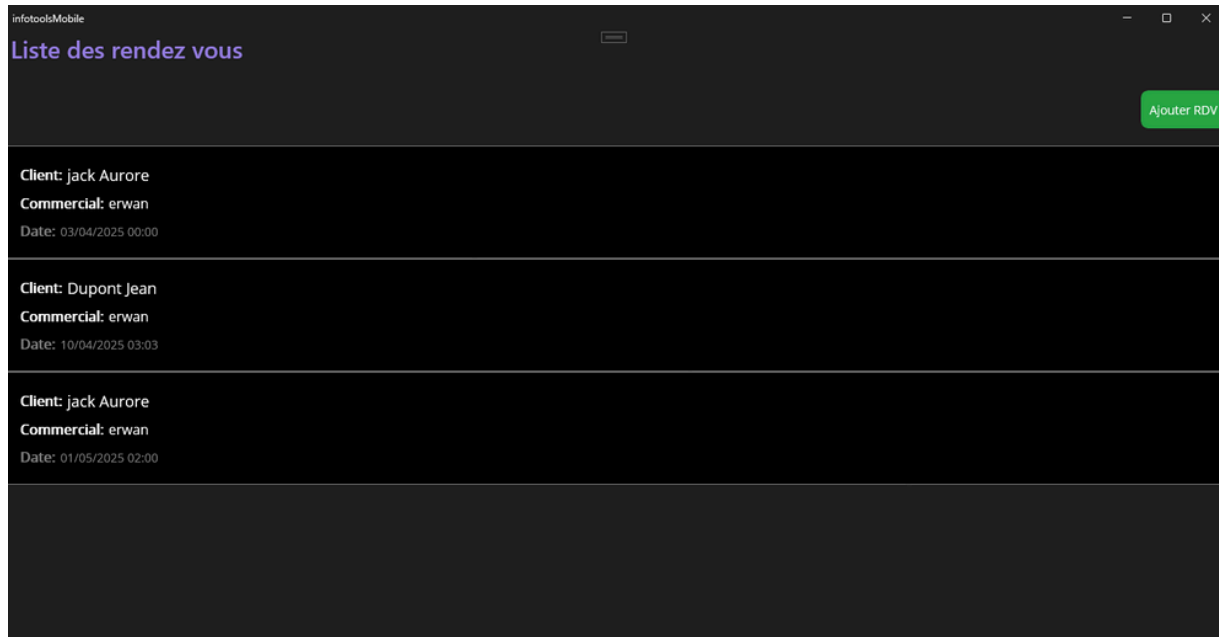 infotoolsMobile
Liste des rendez vous
Ajouter RDV
Client: jack Aurore
Commercial: erwan
Date: 03/04/2025 00:00
Client: Dupont Jean
Commercial: erwan
Date: 10/04/2025 03:03
Client: jack Aurore
Commercial: erwan
Date: 01/05/2025 02:00